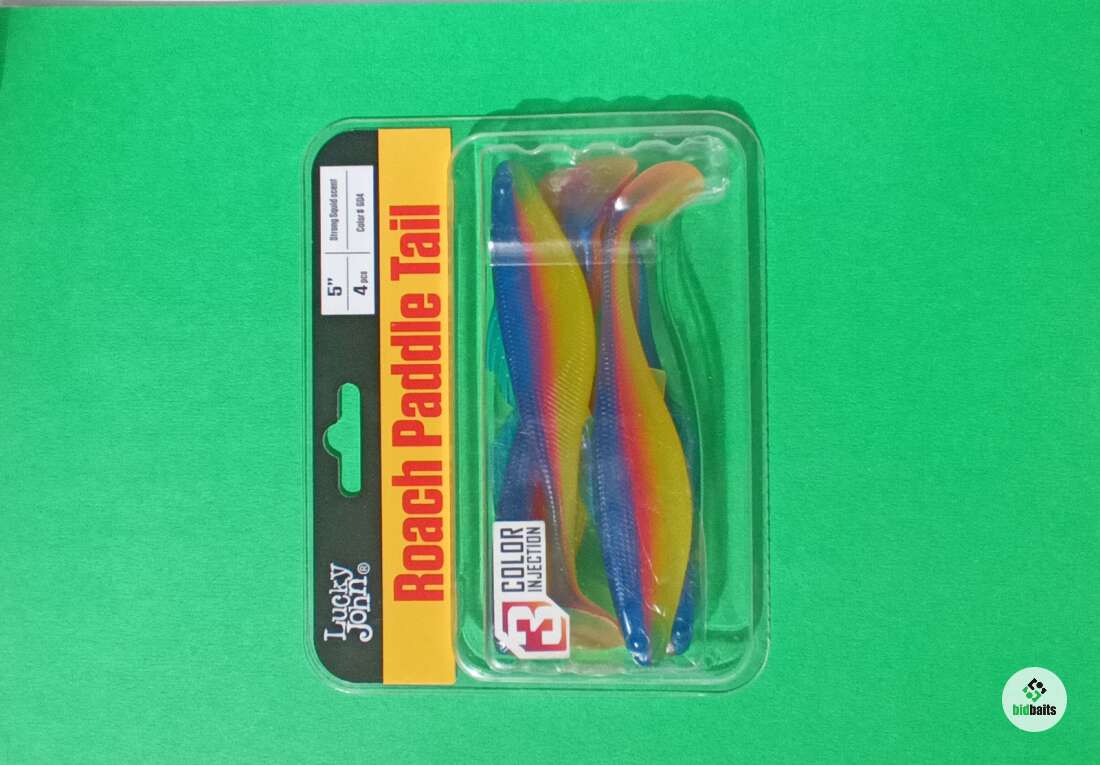 Lucky
John®
5"
Strong Squid scent
4 pcs
Color # G04
Roach Paddle Tail
3
COLOR
INJECTION
bidbaits